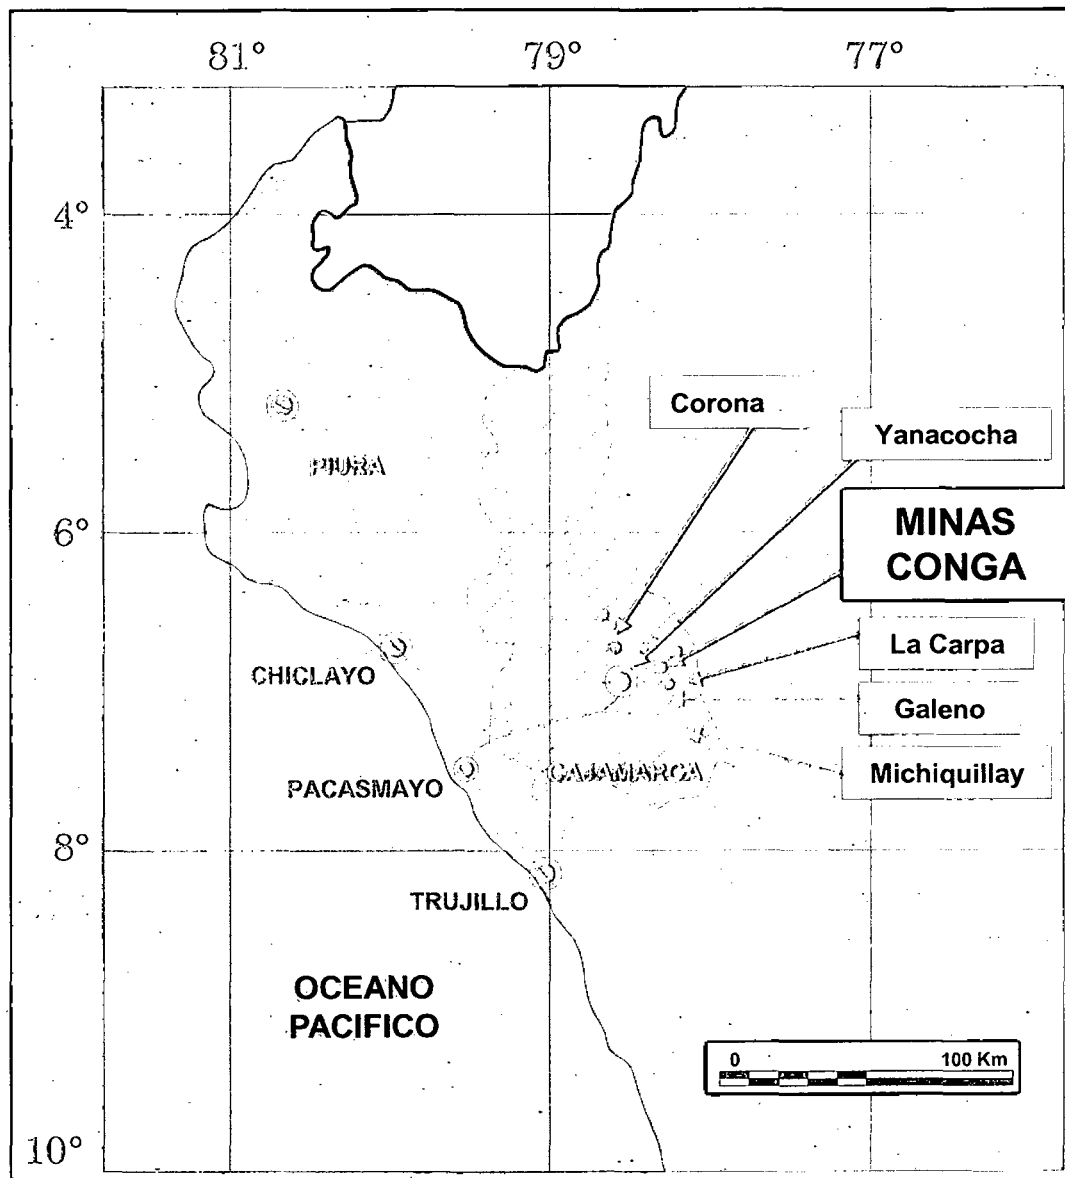 81° 79° 77°
4°
Corona
Yanacocha
PIURA
MINAS
CONGA
6°
La Carpa
CHICLAYO
Galeno
CAJAMARCA
Michiquillay
PACASMAYO
8°
TRUJILLO
OCEANO
PACIFICO
0 100 Km
10°